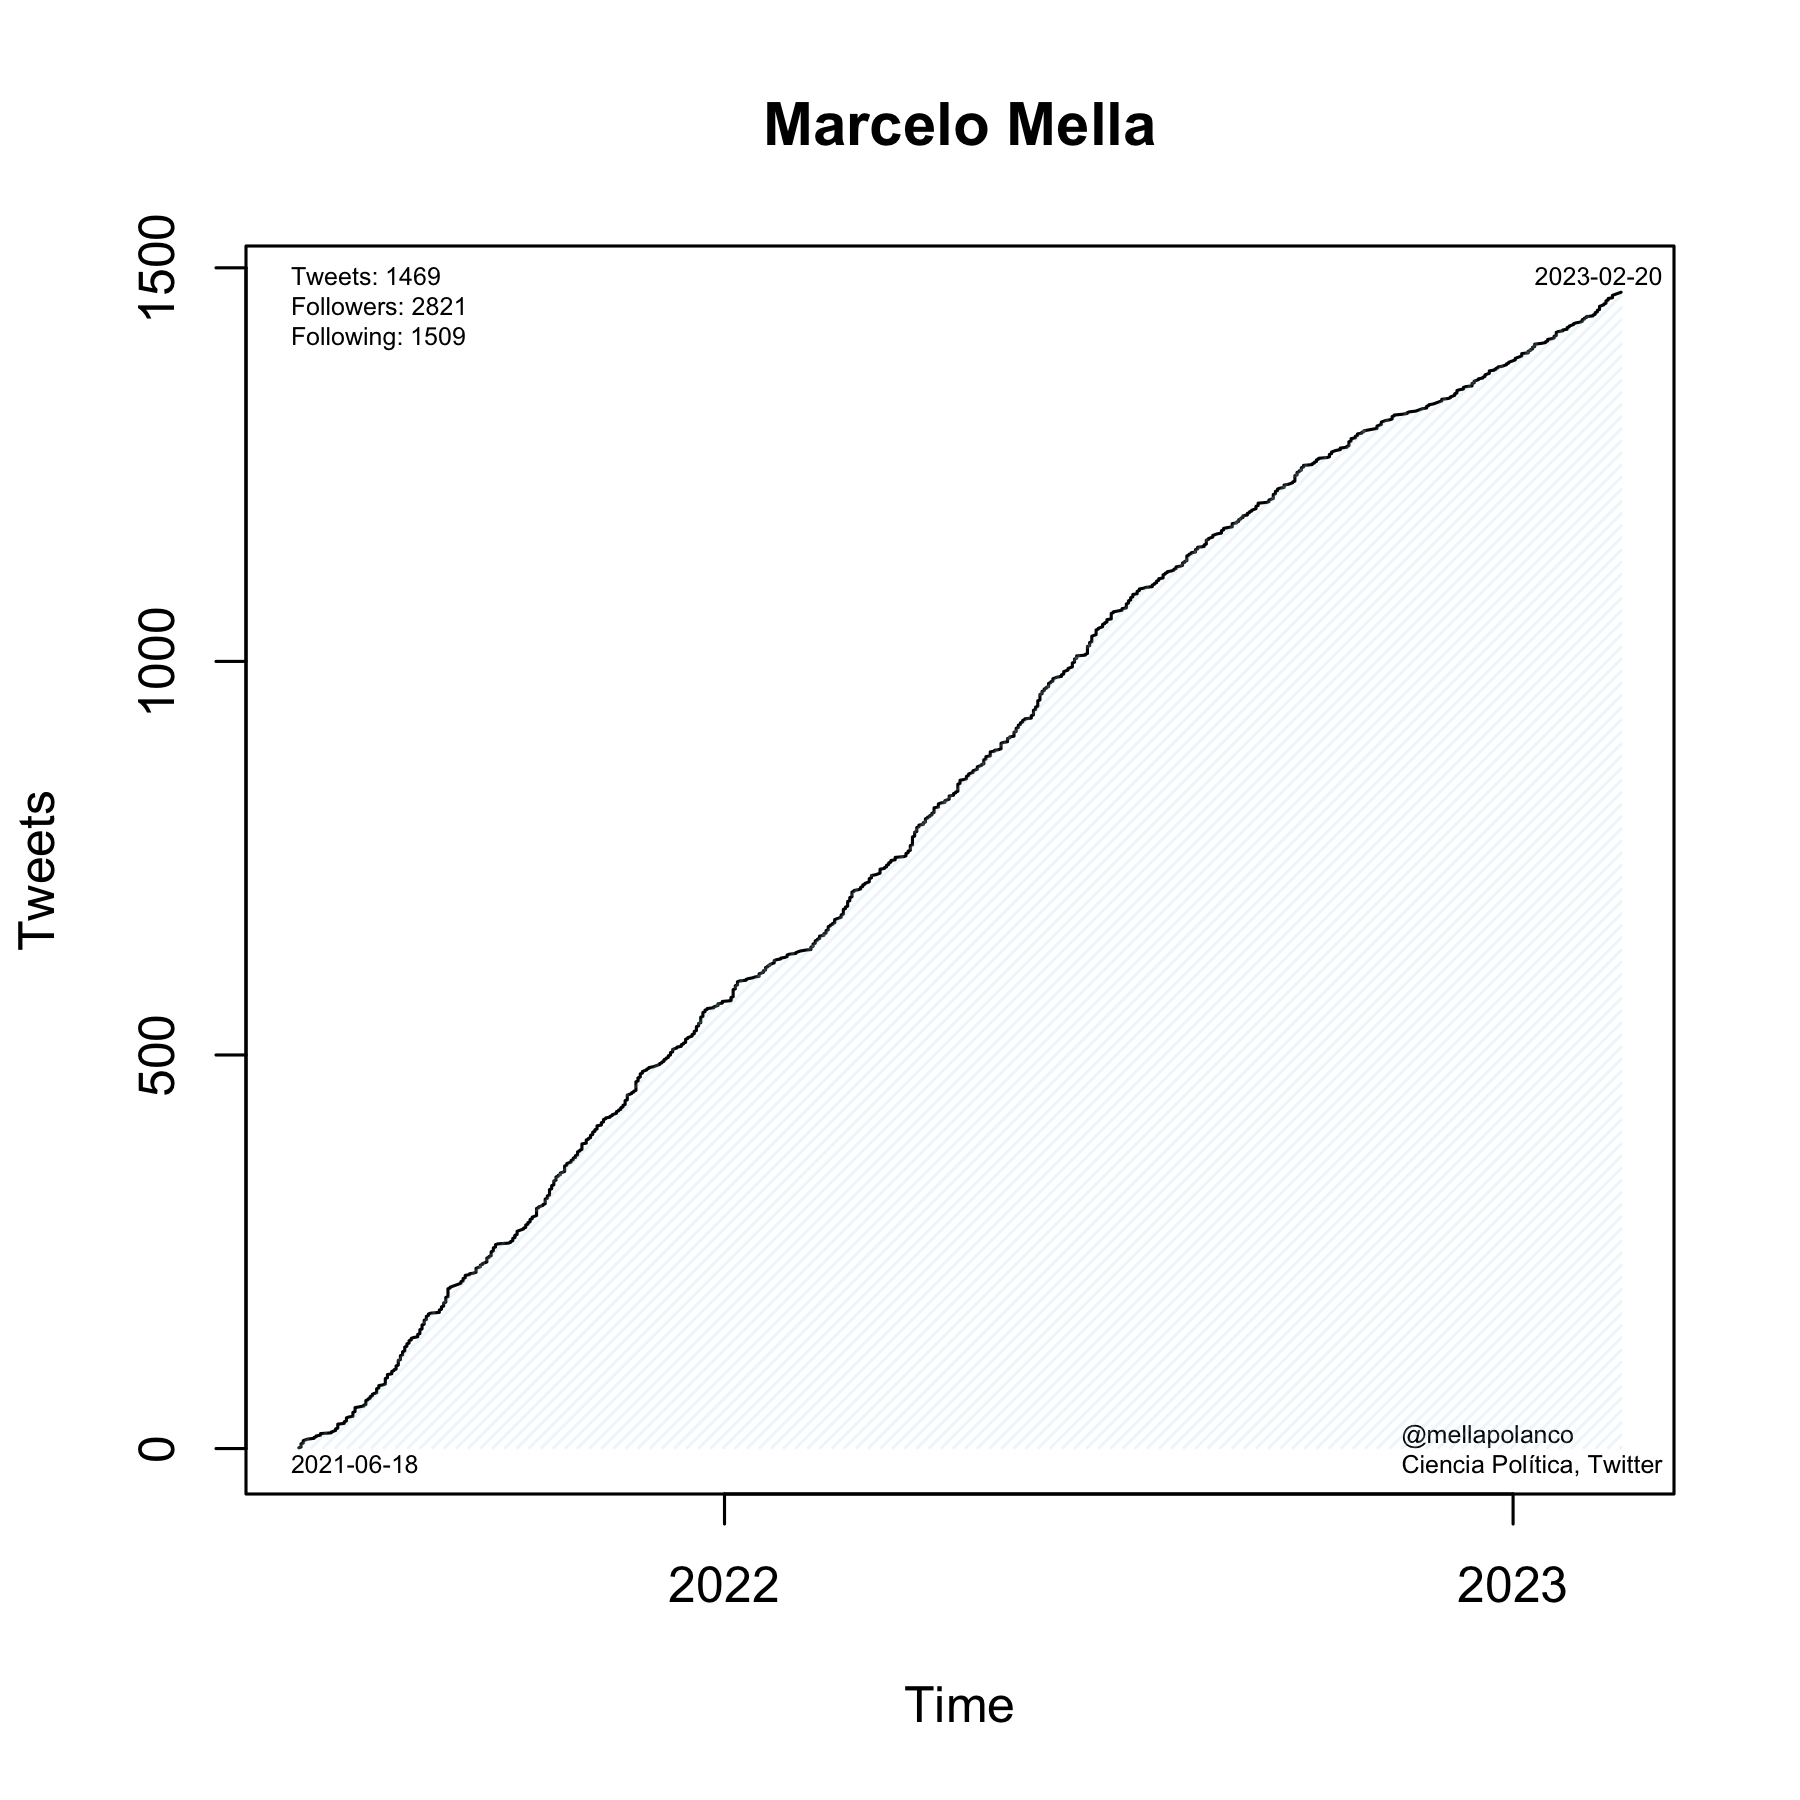 Marcelo Mella
Tweets: 1469
Followers: 2821
Following: 1509
2023-02-20
1500
1000
500
0
Tweets
2021-06-18
@mellapolanco
Ciencia Política, Twitter
2022
2023
Time